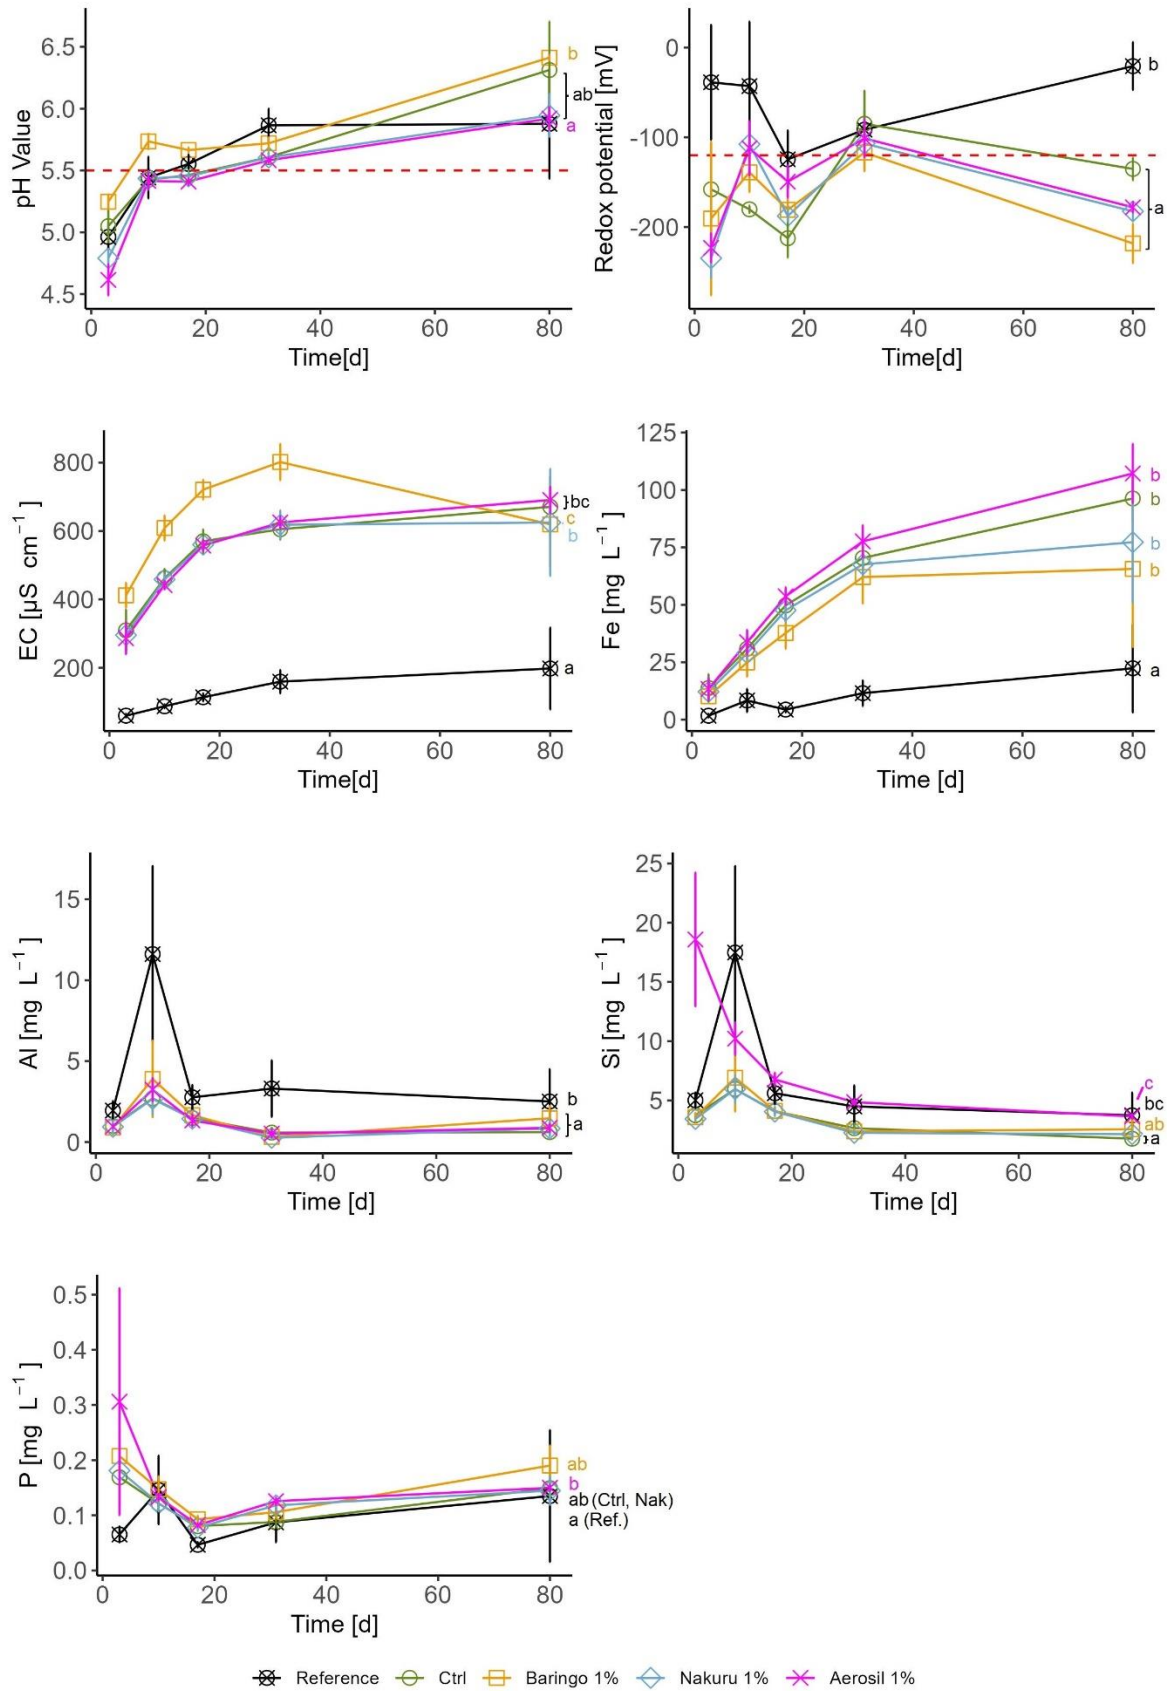 pH Value
6.5
6.0
5.5
5.0
4.5
0 20 40 60 80
Time[d]
b
ab
a
Redox potential [mV]
0
-100
-200
0 20 40 60 80
Time[d]
b
a
EC [µS cm⁻¹]
800
600
400
200
0 20 40 60 80
Time[d]
}bc
c
b
a
Fe [mg L⁻¹]
125
100
75
50
25
0
0 20 40 60 80
Time [d]
b
b
b
b
a
Al [mg L⁻¹ ]
15
10
5
0
0 20 40 60 80
Time [d]
b
a
Si [mg L⁻¹ ]
25
20
15
10
5
0 20 40 60 80
Time [d]
c
bc
ab
}a
P [mg L⁻¹ ]
0.5
0.4
0.3
0.2
0.1
0.0
0 20 40 60 80
Time [d]
ab
b
ab (Ctrl, Nak)
a (Ref.)
Reference Ctrl Baringo 1% Nakuru 1% Aerosil 1%